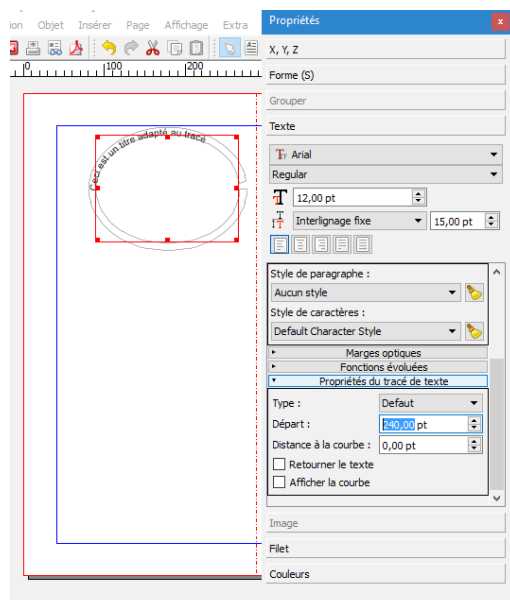 ion Objet Insérer Page Affichage Extra
Propriétés
x
X, Y, Z
0 100 200
Forme (S)
Grouper
Texte
Ceci est un titre adapté au tracé
Arial
Regular
12,00 pt
Interlignage fixe 15,00 pt
Style de paragraphe :
Aucun style
Style de caractères :
Default Character Style
Marges optiques
Fonctions évoluées
Propriétés du tracé de texte
Type : Defaut
Départ : 240,00 pt
Distance à la courbe : 0,00 pt
Retourner le texte
Afficher la courbe
Image
Filet
Couleurs